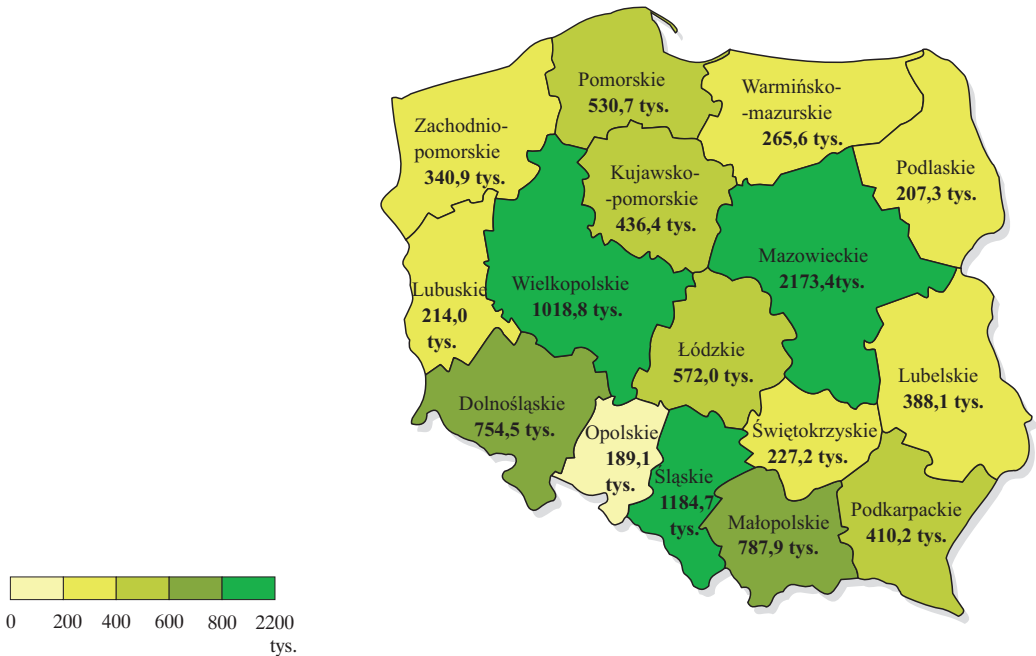 Pomorskie
530,7 tys.
Warmińsko-
-mazurskie
265,6 tys.
Zachodnio-
pomorskie
340,9 tys.
Podlaskie
207,3 tys.
Kujawsko-
-pomorskie
436,4 tys.
Mazowieckie
2173,4tys.
Wielkopolskie
1018,8 tys.
Lubuskie
214,0
tys.
Łódzkie
572,0 tys.
Lubelskie
388,1 tys.
Dolnośląskie
754,5 tys.
Opolskie
189,1
tys.
Świętokrzyskie
227,2 tys.
Śląskie
1184,7
tys.
Małopolskie
787,9 tys.
Podkarpackie
410,2 tys.
0 200 400 600 800 2200
tys.